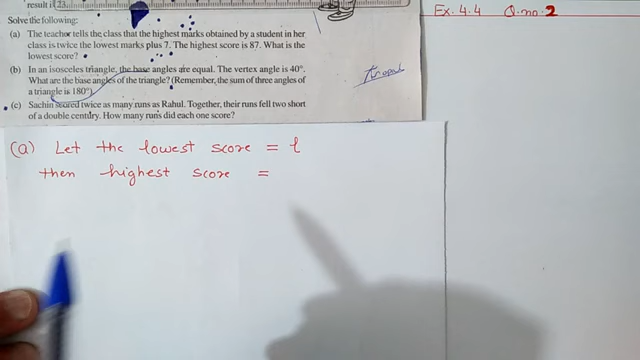 result is 23.
Solve the following:
(a) The teacher tells the class that the highest marks obtained by a student in her
class is twice the lowest marks plus 7. The highest score is 87. What is the
lowest score?
(b) In an isosceles triangle, the base angles are equal. The vertex angle is 40°.
What are the base angles of the triangle? (Remember, the sum of three angles of
a triangle is 180°).
(c) Sachin scored twice as many runs as Rahul. Together, their runs fell two short
of a double century. How many runs did each one score?
Ex. 4.4 Q. no. 2
(a) Let the lowest score = l
then highest score =